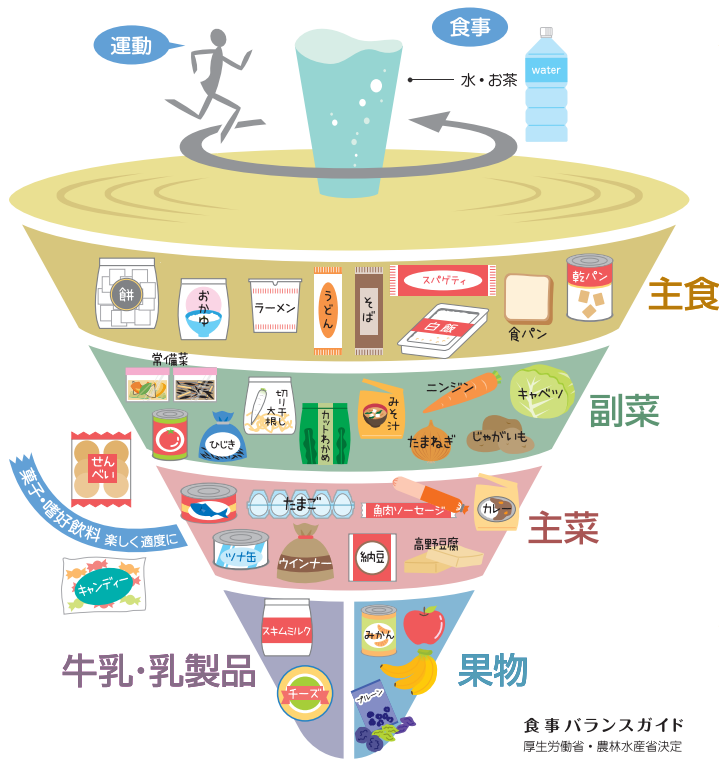 運動
食事
水・お茶
water
餅
おかゆ
ラーメン
うどん
そば
スパゲティ
白飯
食パン
乾パン
主食
常備菜
ひじき
切り干し
大根
カットわかめ
みそ汁
ニンジン
たまねぎ
キャベツ
じゃがいも
副菜
せんべい
菓子・嗜好飲料 楽しく適度に
キャンディー
たまご
魚肉ソーセージ
カレー
ツナ缶
ウインナー
納豆
高野豆腐
主菜
スキムミルク
チーズ
牛乳・乳製品
みかん
プルーン
果物
食事バランスガイド
厚生労働省・農林水産省決定